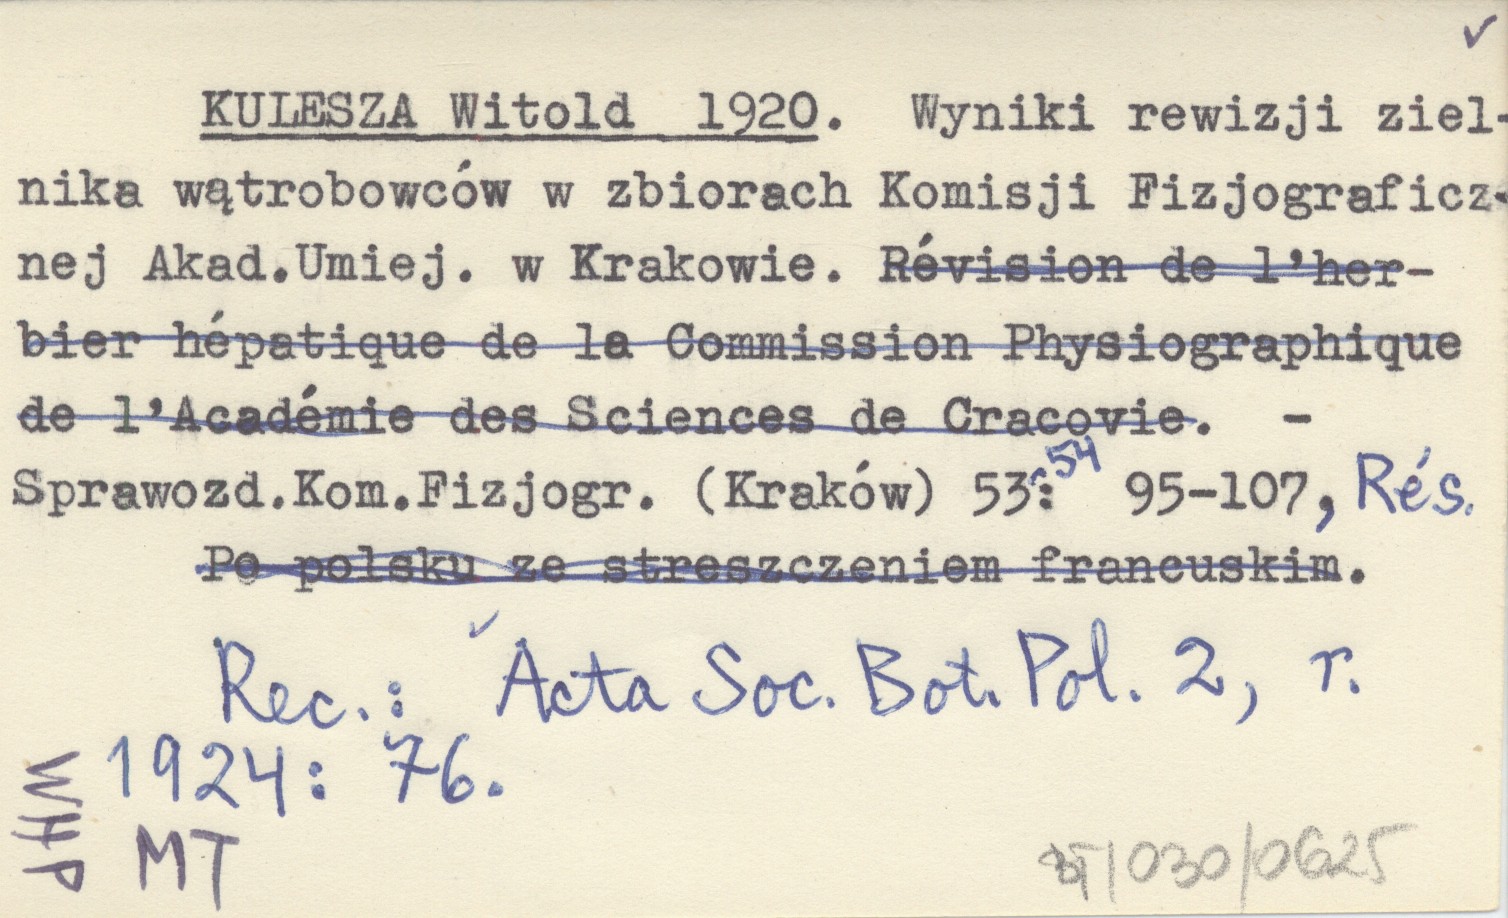 KULESZA Witold 1920. Wyniki rewizji ziel-
nika wątrobowców w zbiorach Komisji Fizjograficz-
nej Akad.Umiej. w Krakowie. Révision de l'her-
bier hépatique de la Commission Physiographique
de l'Académie des Sciences de Cracovie. -
Sprawozd.Kom.Fizjogr. (Kraków) 53-54: 95-107, Rés.
Po polsku ze streszczeniem francuskim.
Rec.: Acta Soc. Bot. Pol. 2, r.
1924: 76.
WHP
MT
/030/0625